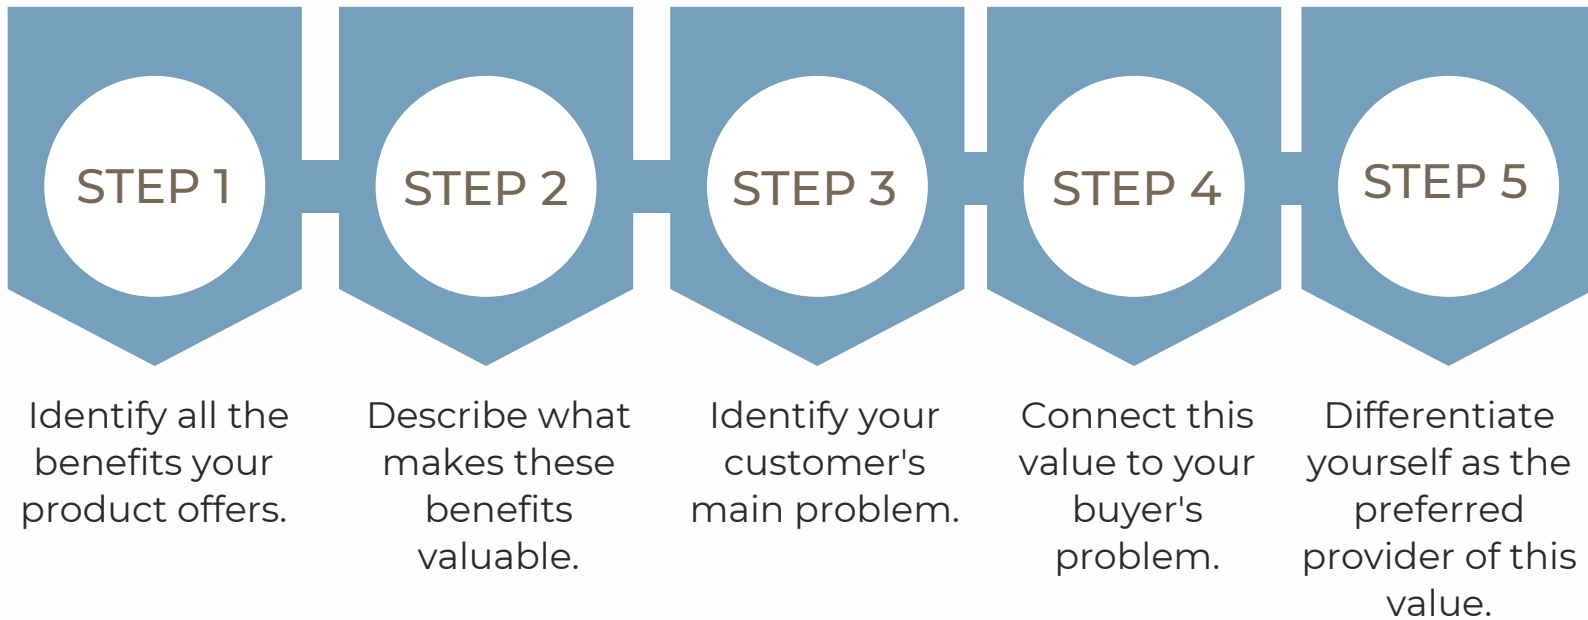 STEP 1
Identify all the
benefits your
product offers.
STEP 2
Describe what
makes these
benefits
valuable.
STEP 3
Identify your
customer's
main problem.
STEP 4
Connect this
value to your
buyer's
problem.
STEP 5
Differentiate
yourself as the
preferred
provider of this
value.